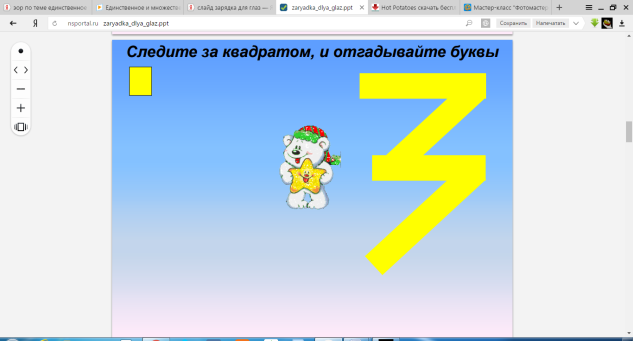 зор по теме единственно
Единственное и множеств
слайд зарядка для глаз —
zaryadka_dlya_glaz.ppt
Hot Potatoes скачать бесп
Мастер-класс "Фотомастер
Я
nsportal.ru zaryadka_dlya_glaz.ppt
Сохранить
Напечатать
Следите за квадратом, и отгадывайте буквы